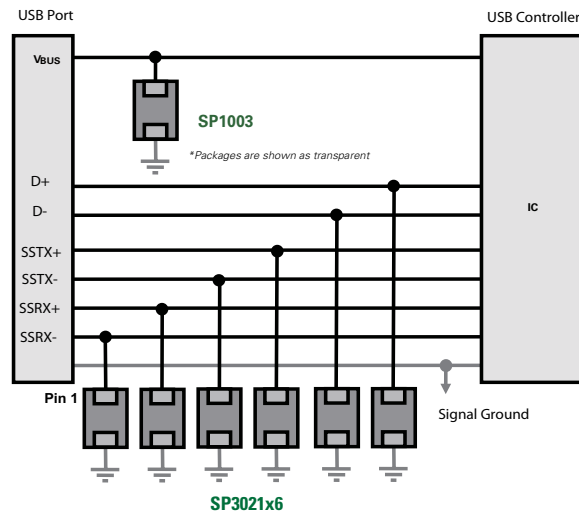 USB Port
USB Controller
VBUS
SP1003
*Packages are shown as transparent
D+
D-
IC
SSTX+
SSTX-
SSRX+
SSRX-
Pin 1
Signal Ground
SP3021x6